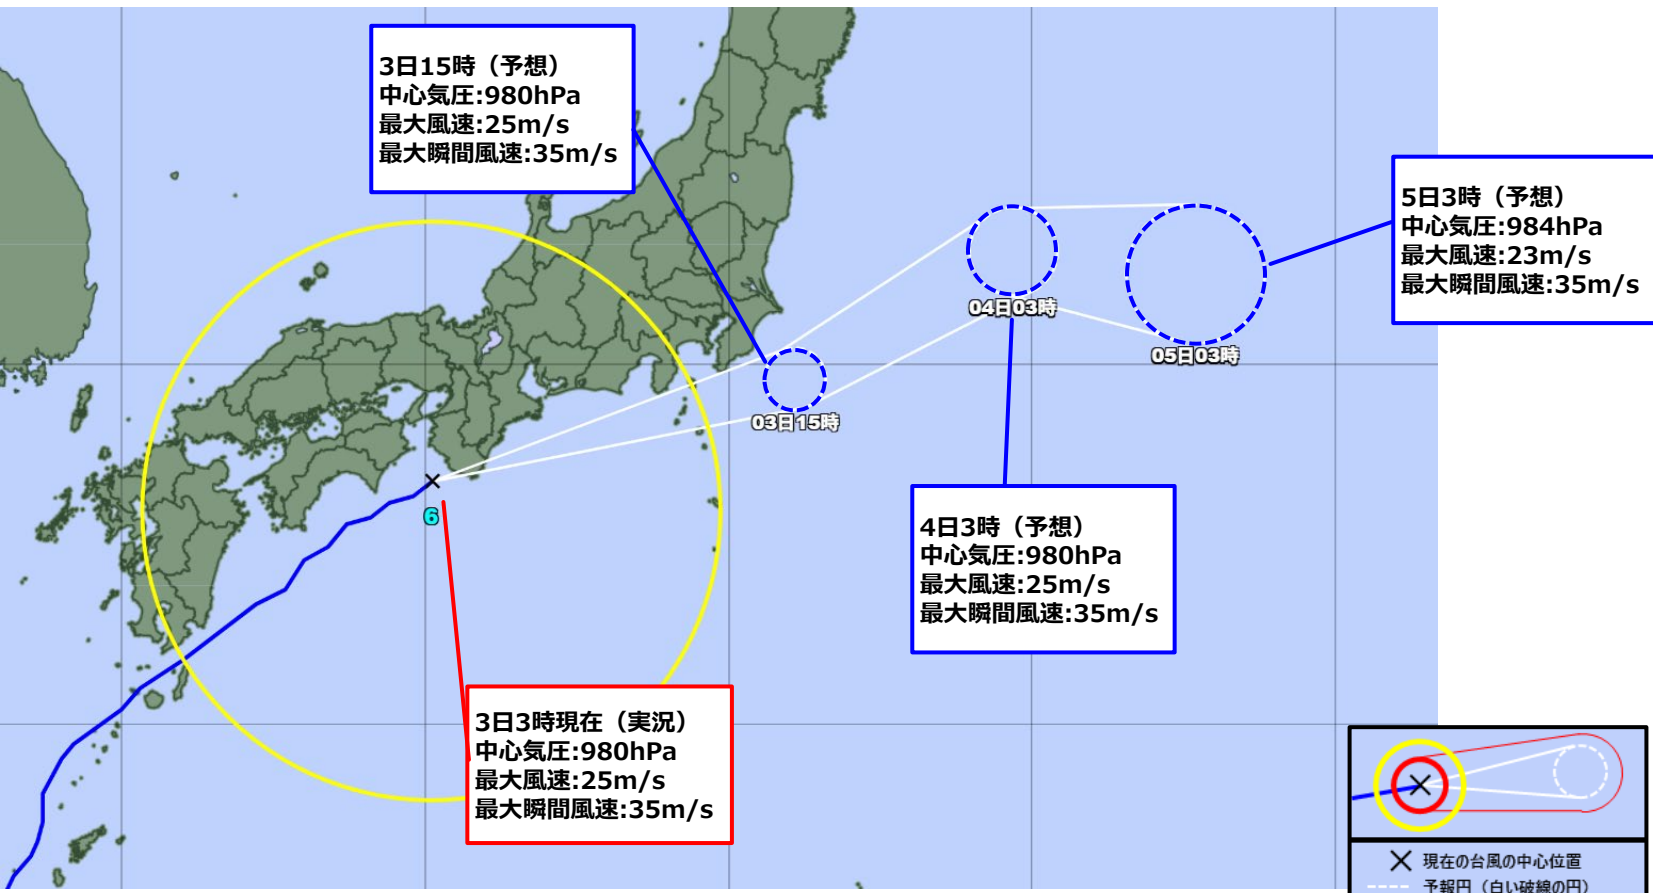 3日15時（予想）
中心気圧:980hPa
最大風速:25m/s
最大瞬間風速:35m/s
5日3時（予想）
中心気圧:984hPa
最大風速:23m/s
最大瞬間風速:35m/s
04日03時
05日03時
03日15時
6
4日3時（予想）
中心気圧:980hPa
最大風速:25m/s
最大瞬間風速:35m/s
3日3時現在（実況）
中心気圧:980hPa
最大風速:25m/s
最大瞬間風速:35m/s
現在の台風の中心位置
予報円（白い破線の円）